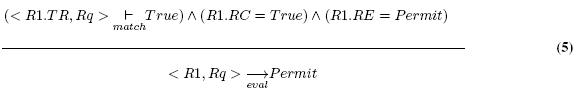 (< R1.TR, Rq > ⊢ True) ∧ (R1.RC = True) ∧ (R1.RE = Permit)
match
(5)
< R1, Rq > ⟶ Permit
eval